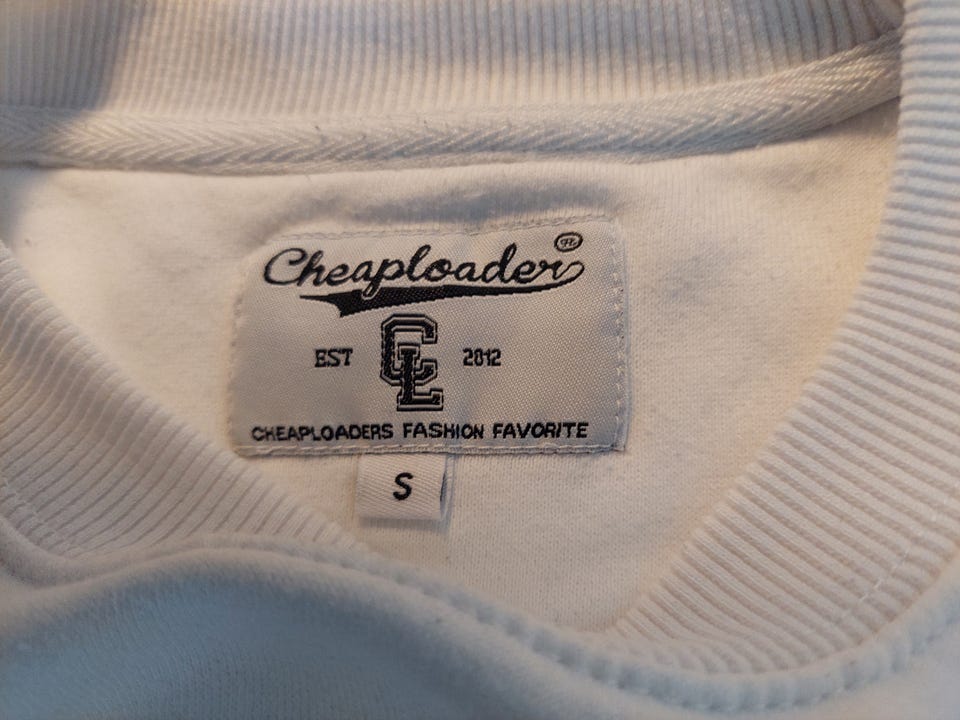 Cheaploader®
EST CL 2012
CHEAPLOADERS FASHION FAVORITE
S